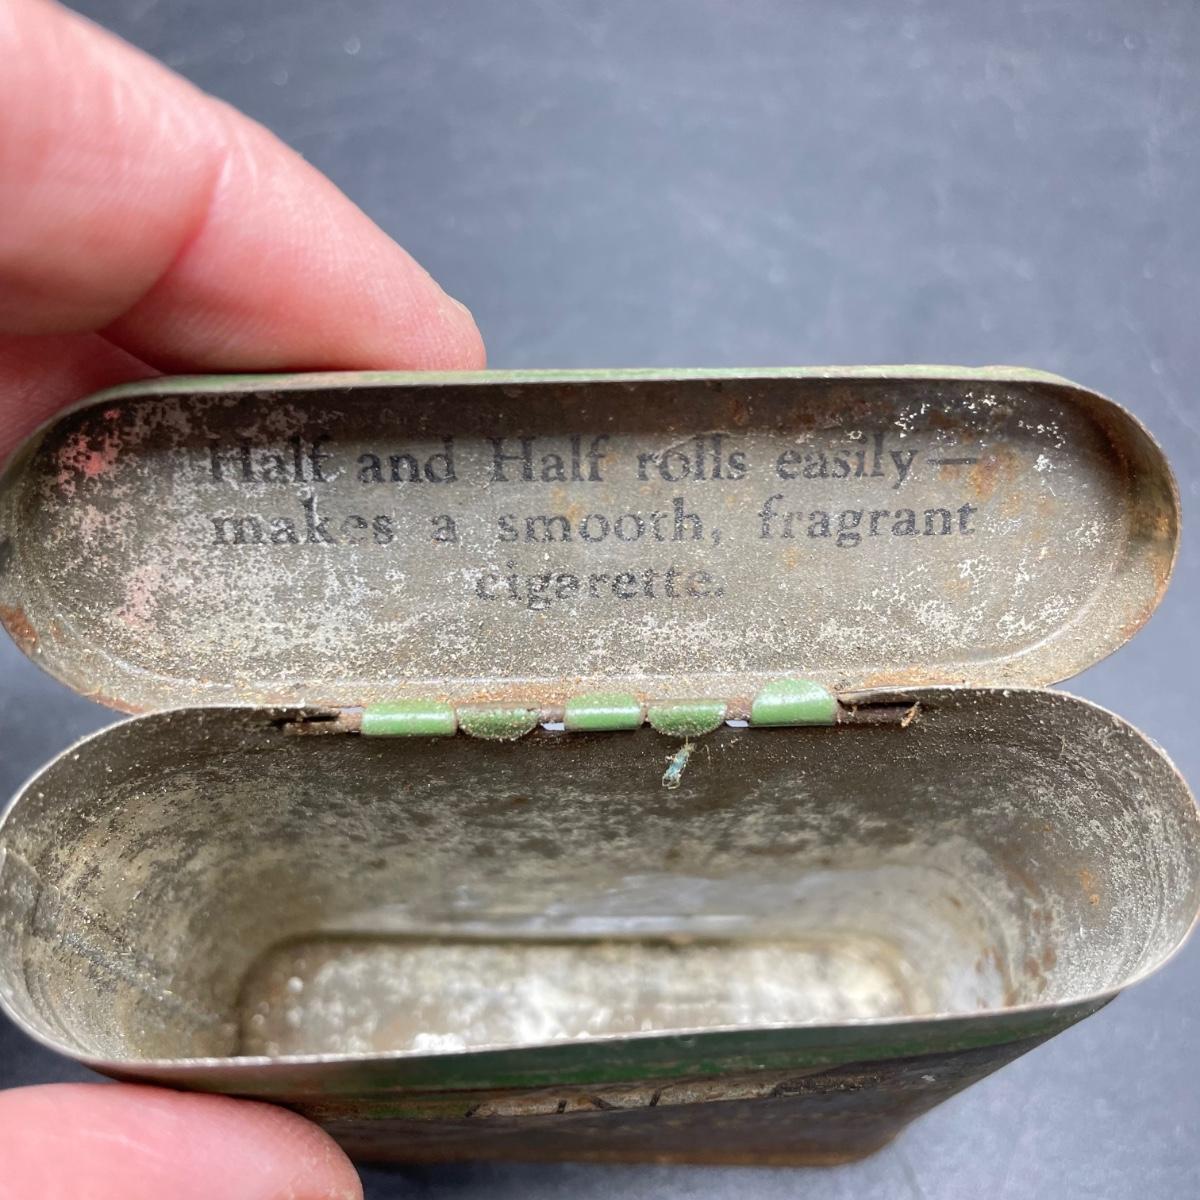 Half and Half rolls easily—
makes a smooth, fragrant
cigarette.